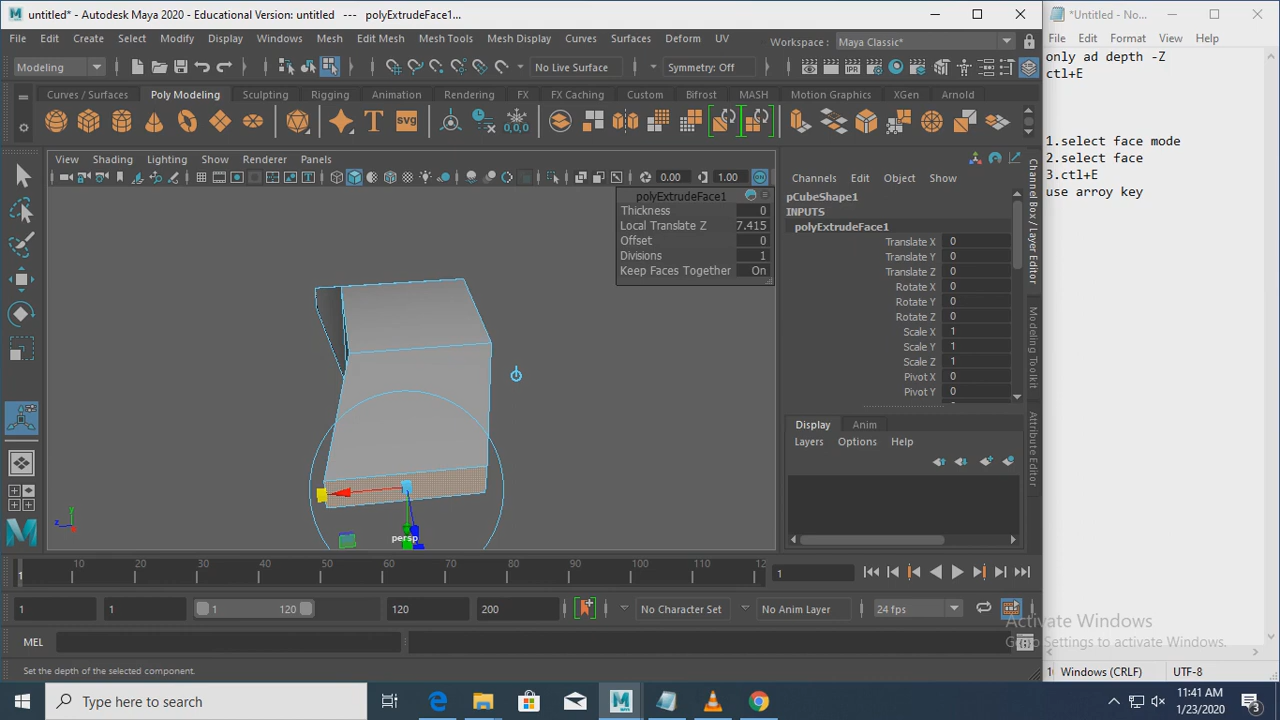 untitled* - Autodesk Maya 2020 - Educational Version: untitled --- polyExtrudeFace1...
*Untitled - No...
File Edit Create Select Modify Display Windows Mesh Edit Mesh Mesh Tools Mesh Display Curves Surfaces Deform UV
Workspace : Maya Classic*
File Edit Format View Help
Modeling
No Live Surface
Symmetry: Off
Curves / Surfaces Poly Modeling Sculpting Rigging Animation Rendering FX FX Caching Custom Bifrost MASH Motion Graphics XGen Arnold
View Shading Lighting Show Renderer Panels
0.00 1.00
polyExtrudeFace1
Thickness 0
Local Translate Z 7.415
Offset 0
Divisions 1
Keep Faces Together On
persp
y
z
Channels Edit Object Show
pCubeShape1
INPUTS
polyExtrudeFace1
Translate X 0
Translate Y 0
Translate Z 0
Rotate X 0
Rotate Y 0
Rotate Z 0
Scale X 1
Scale Y 1
Scale Z 1
Pivot X 0
Pivot Y 0
Display Anim
Layers Options Help
Channel Box / Layer Editor
Modeling Toolkit
Attribute Editor
only ad depth -Z
ctl+E
1.select face mode
2.select face
3.ctl+E
use arroy key
1 10 20 30 40 50 60 70 80 90 100 110 12
1
1 1 1 120 120 200
No Character Set
No Anim Layer
24 fps
MEL
Set the depth of the selected component.
Activate Windows
Go to Settings to activate Windows.
Windows (CRLF) UTF-8
Type here to search
11:41 AM
1/23/2020
3